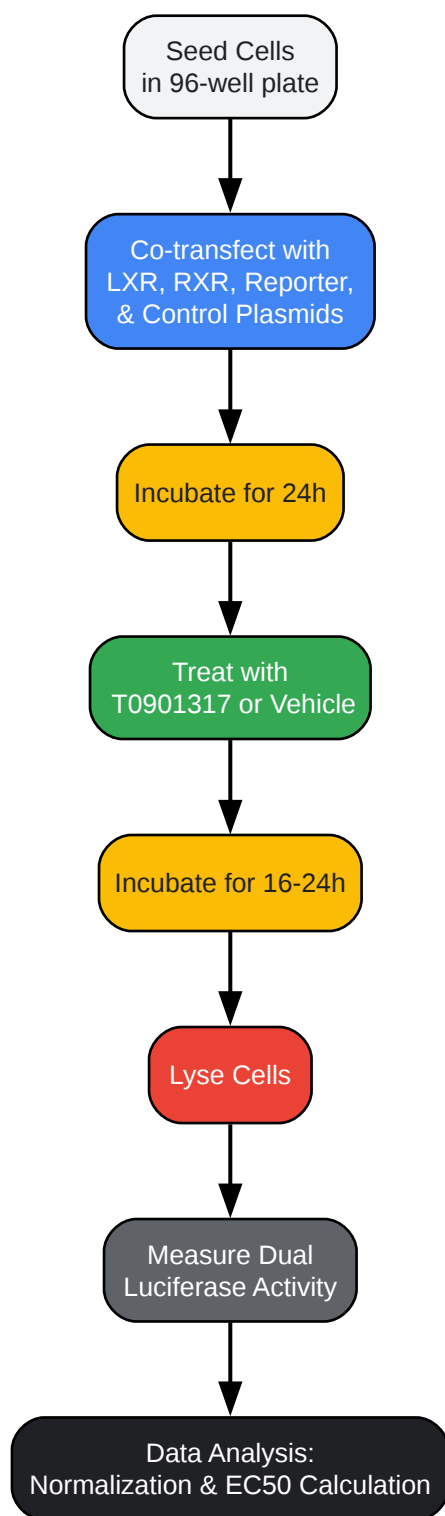 Seed Cells
in 96-well plate
Co-transfect with
LXR, RXR, Reporter,
& Control Plasmids
Incubate for 24h
Treat with
T0901317 or Vehicle
Incubate for 16-24h
Lyse Cells
Measure Dual
Luciferase Activity
Data Analysis:
Normalization & EC50 Calculation